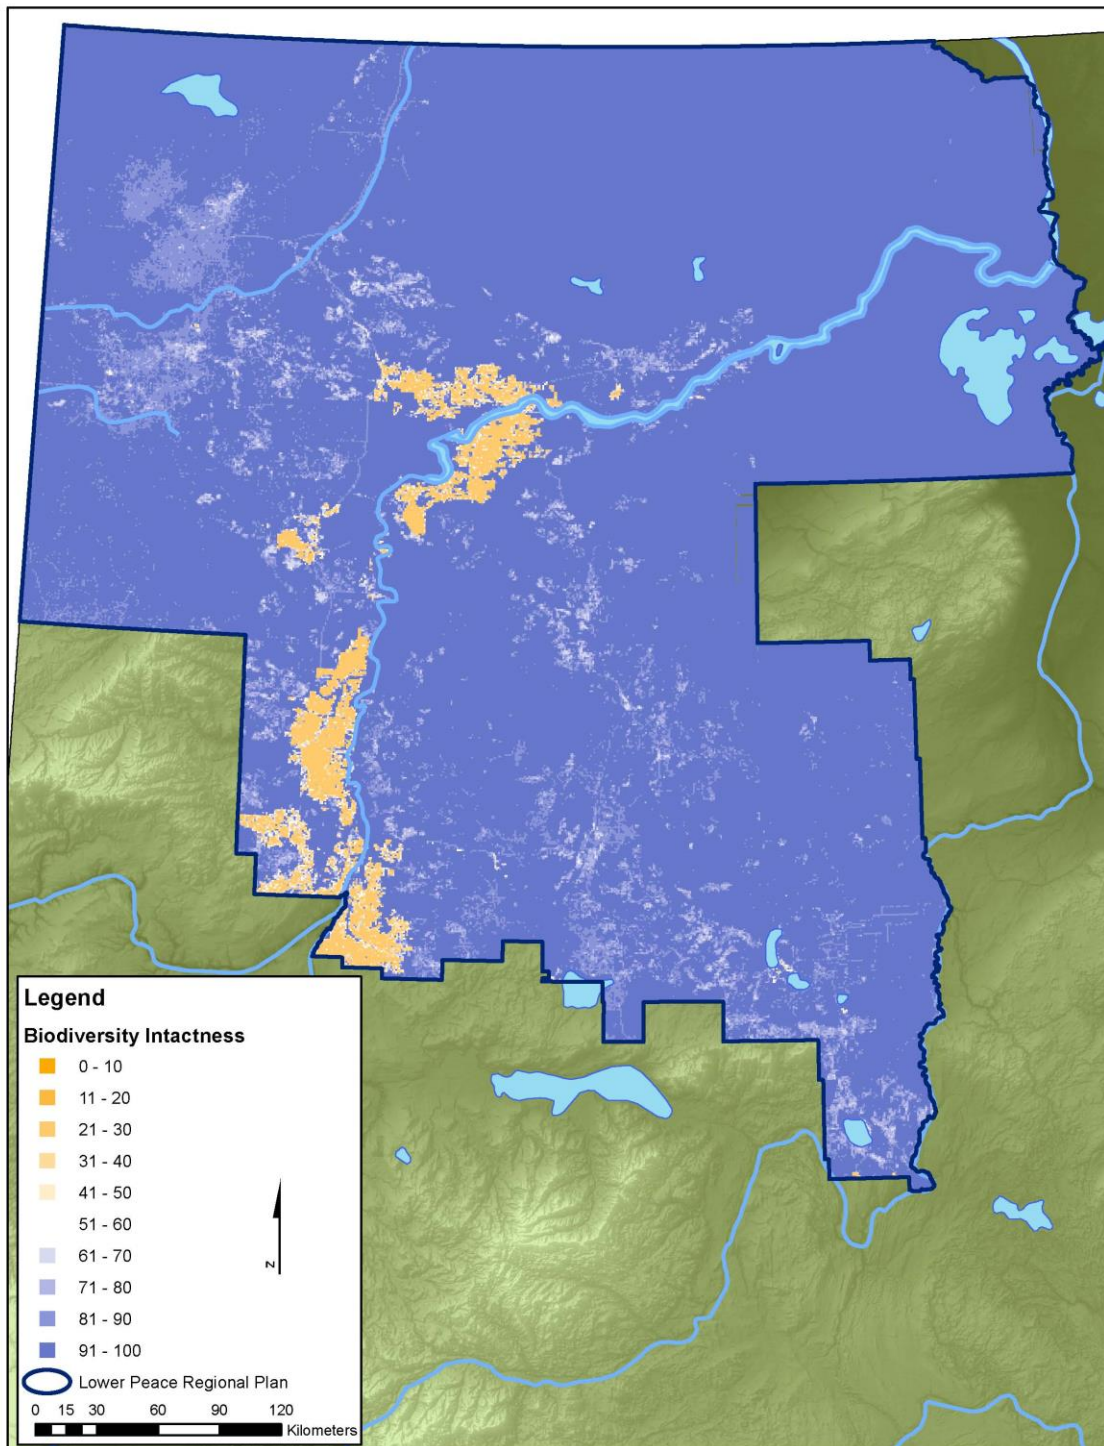 Legend
Biodiversity Intactness
0 - 10
11 - 20
21 - 30
31 - 40
41 - 50
51 - 60
61 - 70
71 - 80
81 - 90
91 - 100
Lower Peace Regional Plan
0 15 30 60 90 120
Kilometers
N